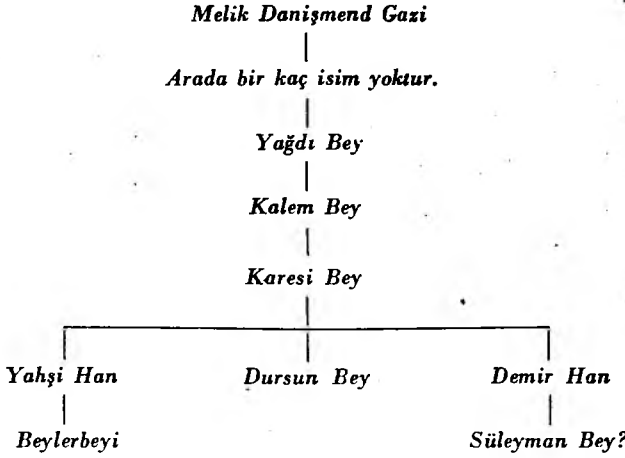 Melik Danişmend Gazi
Arada bir kaç isim yoktur.
Yağdı Bey
Kalem Bey
Karesi Bey
Yahşi Han Dursun Bey Demir Han
Beylerbeyi Süleyman Bey?